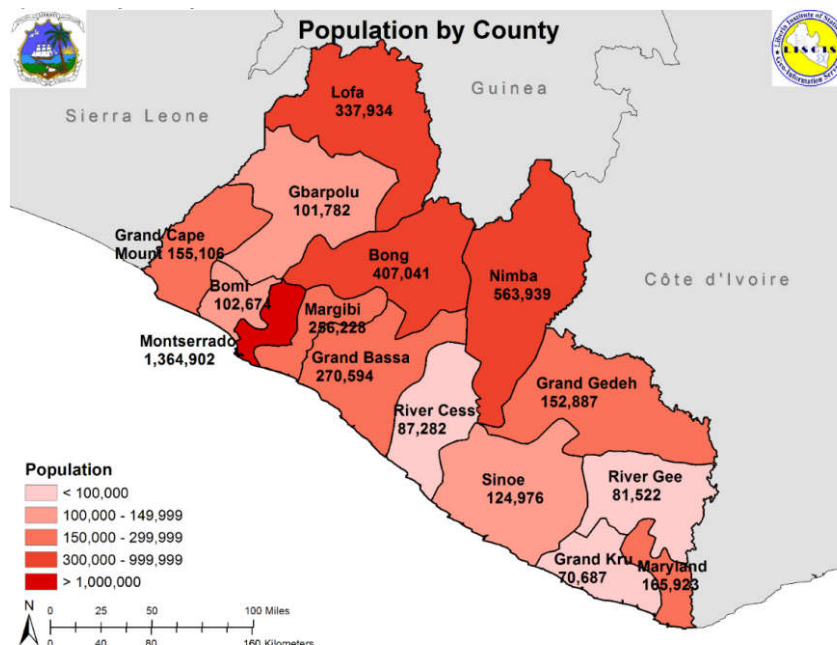 Population by County
Sierra Leone
Guinea
Côte d'Ivoire
Lofa
337,934
Gbarpolu
101,782
Grand Cape
Mount 155,106
Bong
407,041
Nimba
563,939
Bomi
102,674
Margibi
256,228
Montserrado
1,364,902
Grand Bassa
270,594
Grand Gedeh
152,887
River Cess
87,282
Sinoe
124,976
River Gee
81,522
Grand Kru
70,687
Maryland
165,923
Population
< 100,000
100,000 - 149,999
150,000 - 299,999
300,000 - 999,999
> 1,000,000
N
0 25 50 100 Miles
0 40 80 160 Kilometers
LISGIS